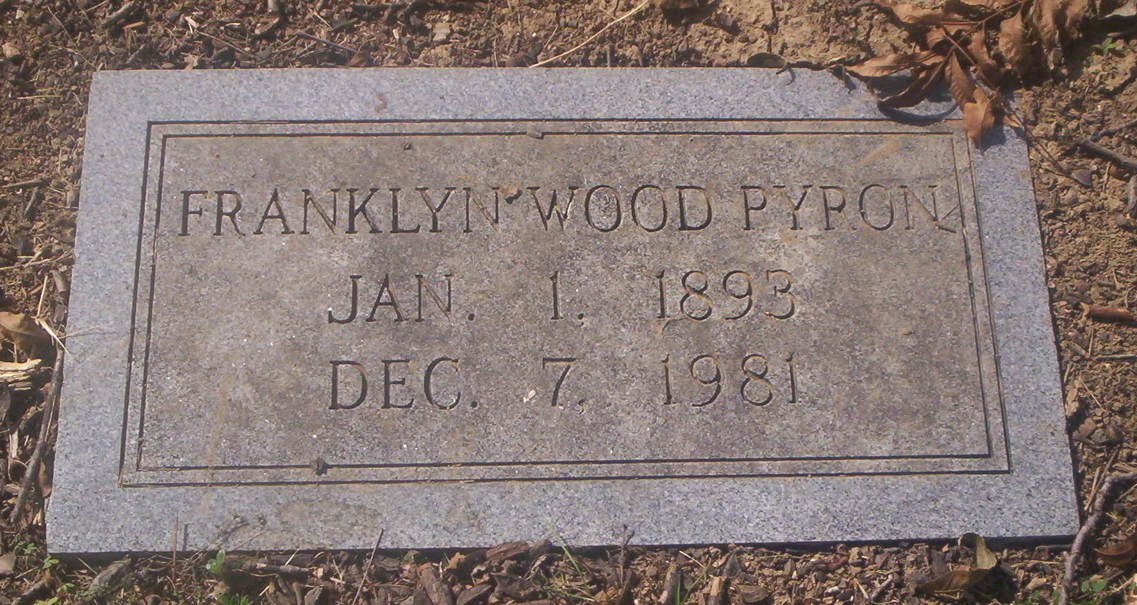 FRANKLYN WOOD PYRON
JAN. 1, 1893
DEC. 7, 1981